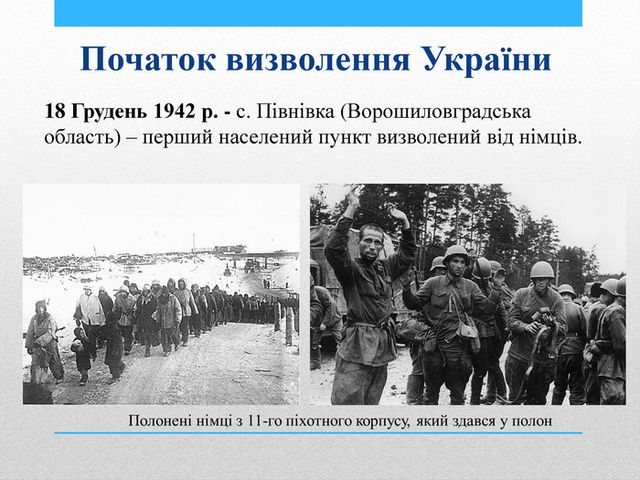 Початок визволення України
18 Грудень 1942 р. - с. Півнівка (Ворошиловградська
область) – перший населений пункт визволений від німців.
Полонені німці з 11-го піхотного корпусу, який здався у полон